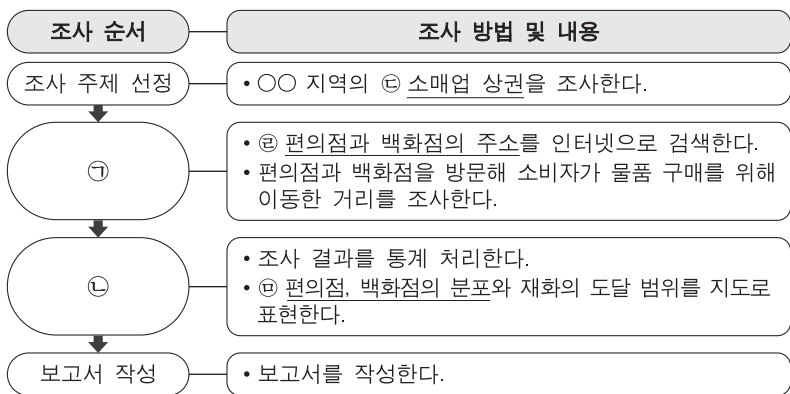 조사 순서
조사 방법 및 내용
조사 주제 선정
• ○○ 지역의 ㉢ 소매업 상권을 조사한다.
㉠
• ㉣ 편의점과 백화점의 주소를 인터넷으로 검색한다.
• 편의점과 백화점을 방문해 소비자가 물품 구매를 위해
이동한 거리를 조사한다.
㉡
• 조사 결과를 통계 처리한다.
• ㉤ 편의점, 백화점의 분포와 재화의 도달 범위를 지도로
표현한다.
보고서 작성
• 보고서를 작성한다.